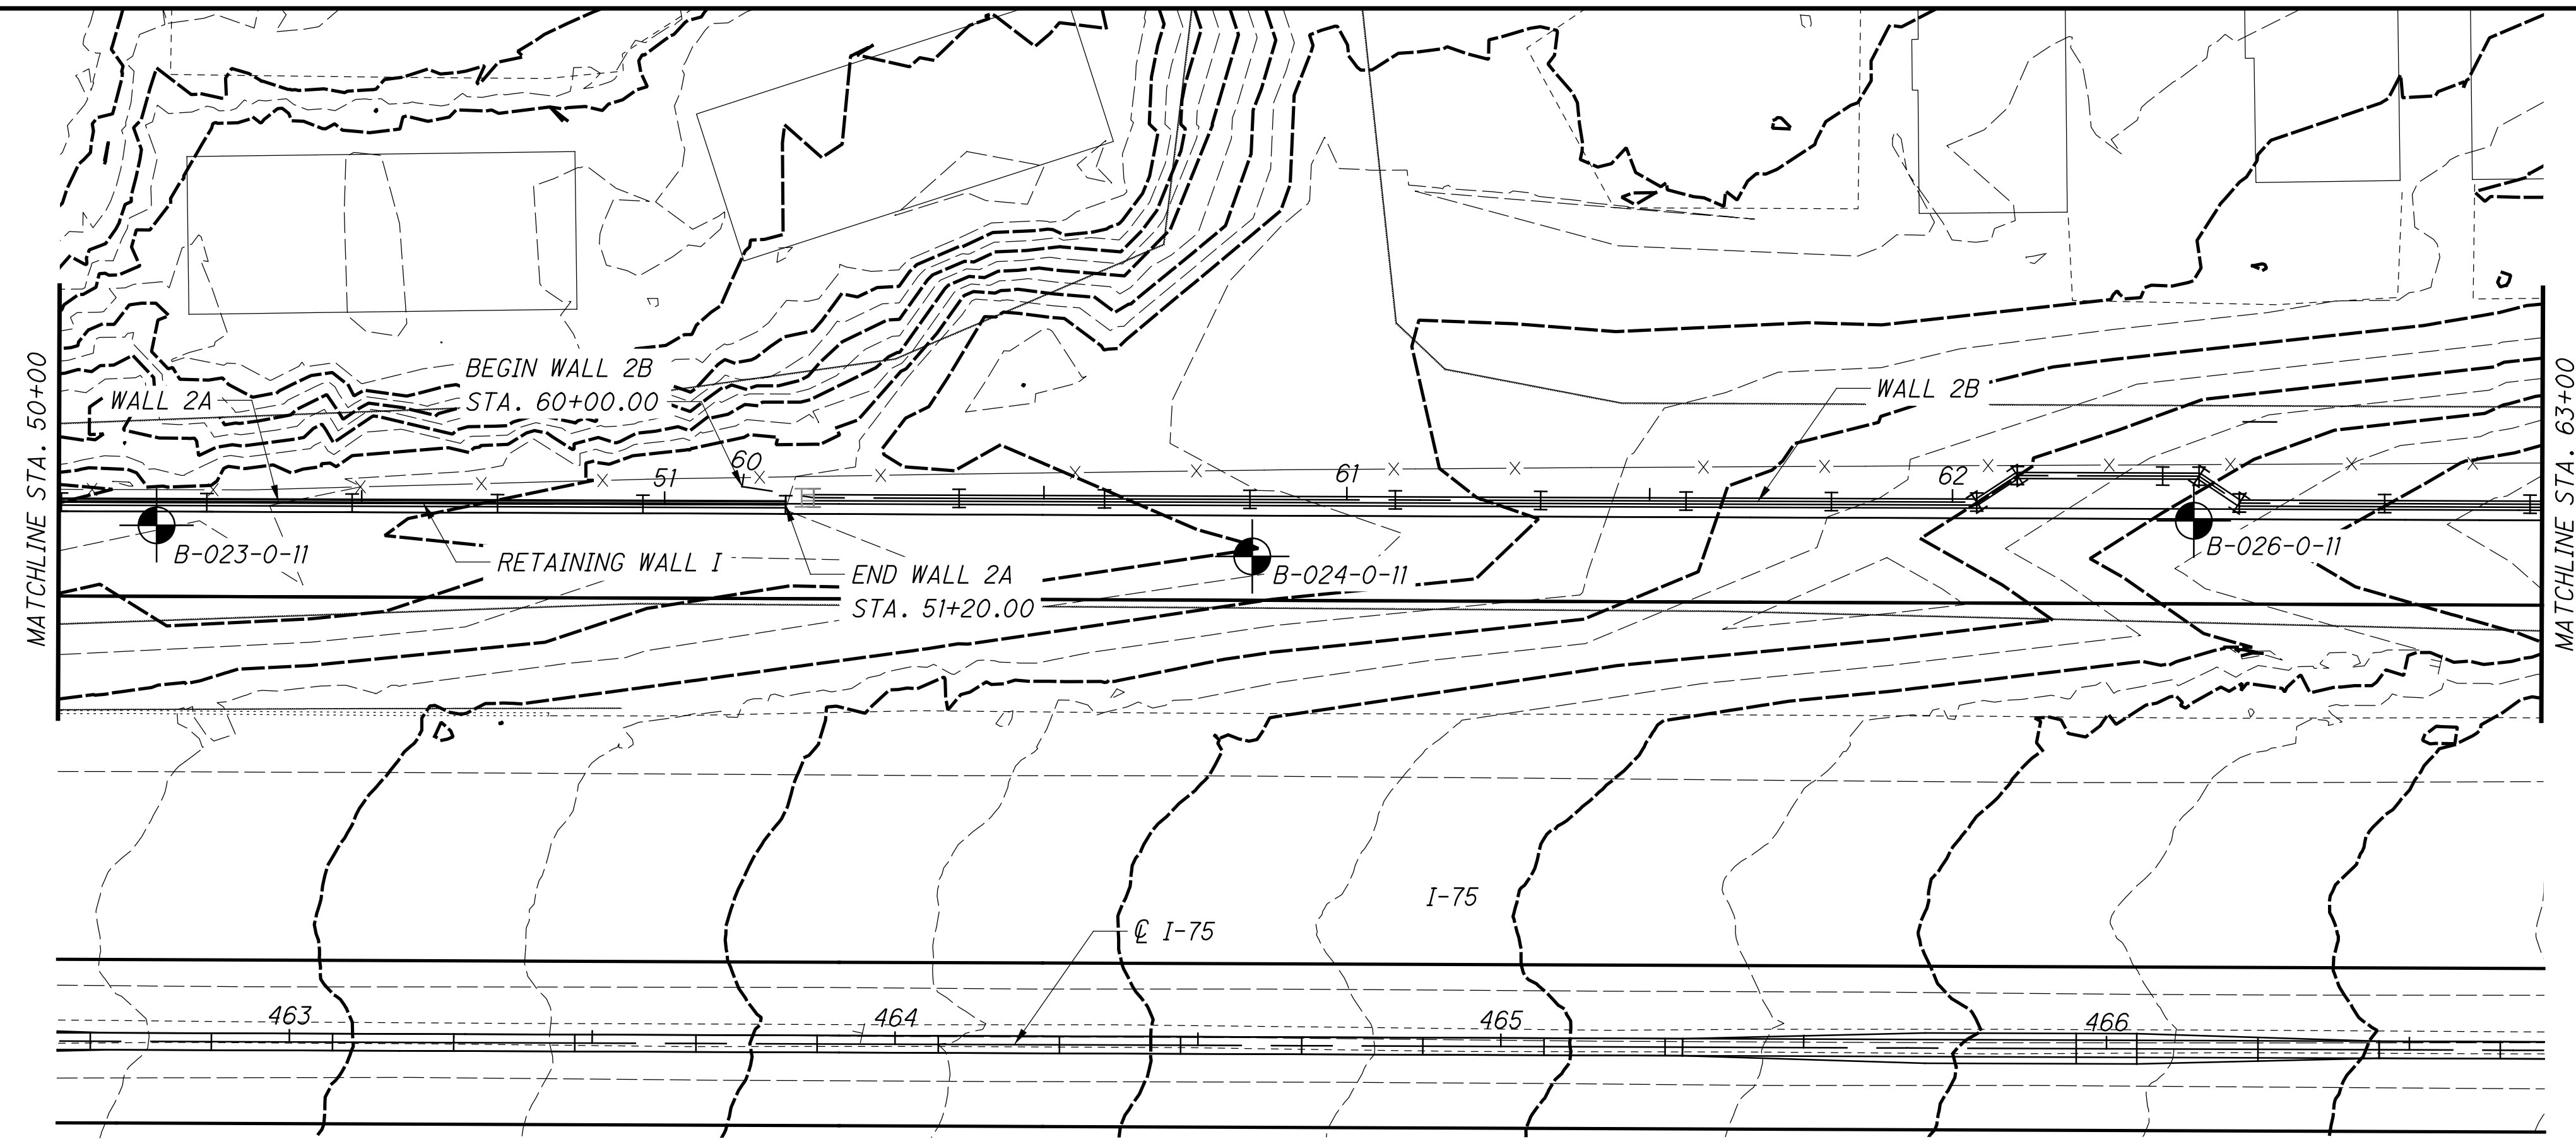 MATCHLINE STA. 50+00
WALL 2A
BEGIN WALL 2B
STA. 60+00.00
WALL 2B
MATCHLINE STA. 63+00
51
60
61
62
B-023-0-11
RETAINING WALL I
END WALL 2A
STA. 51+20.00
B-024-0-11
B-026-0-11
I-75
℄ I-75
463
464
465
466